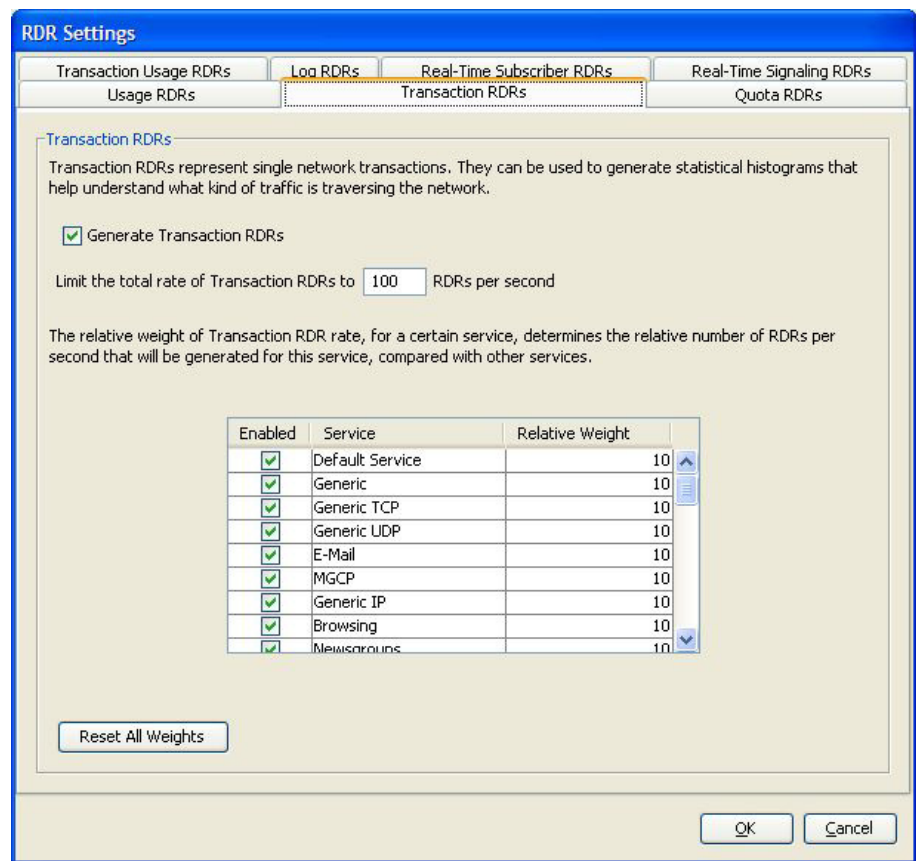 RDR Settings
Transaction Usage RDRs
Log RDRs
Real-Time Subscriber RDRs
Real-Time Signaling RDRs
Usage RDRs
Transaction RDRs
Quota RDRs
Transaction RDRs
Transaction RDRs represent single network transactions. They can be used to generate statistical histograms that
help understand what kind of traffic is traversing the network.
Generate Transaction RDRs
Limit the total rate of Transaction RDRs to 100 RDRs per second
The relative weight of Transaction RDR rate, for a certain service, determines the relative number of RDRs per
second that will be generated for this service, compared with other services.
Enabled Service Relative Weight
Default Service 10
Generic 10
Generic TCP 10
Generic UDP 10
E-Mail 10
MGCP 10
Generic IP 10
Browsing 10
Newsgroups 10
Reset All Weights
OK Cancel